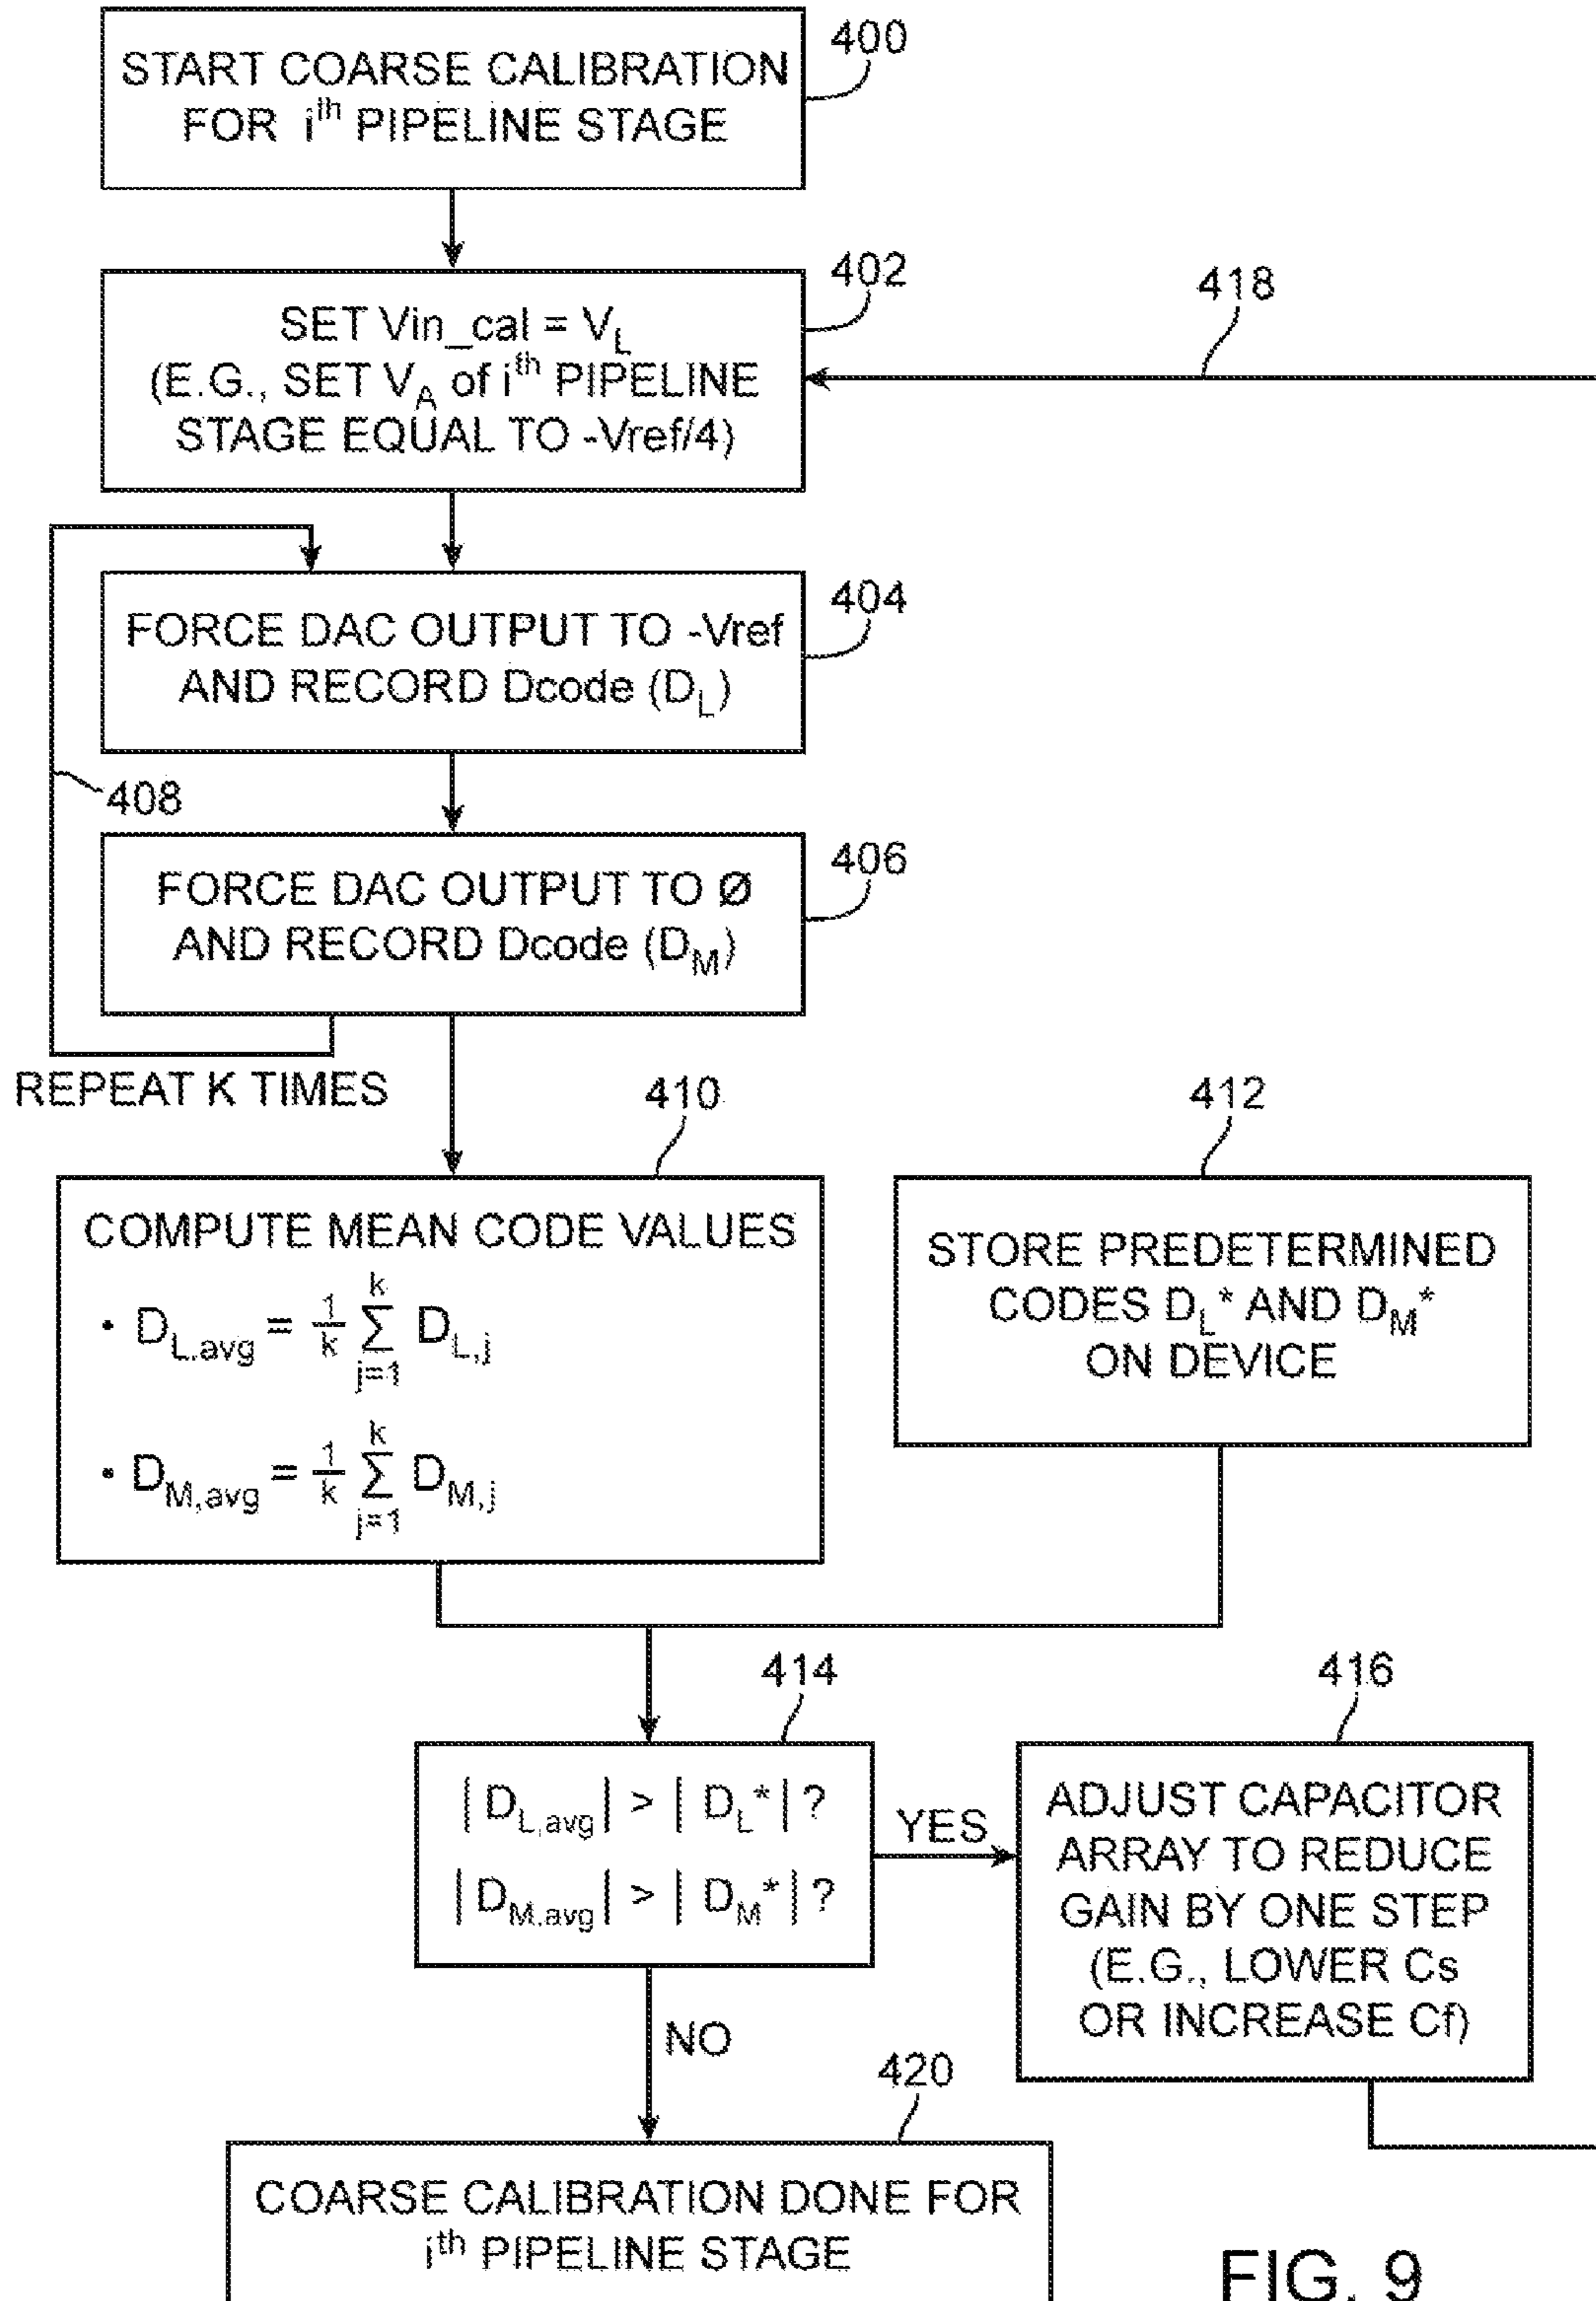 400
START COARSE CALIBRATION
FOR i^th PIPELINE STAGE
402
418
SET Vin_cal = V_L
(E.G., SET V_A of i^th PIPELINE
STAGE EQUAL TO -Vref/4)
404
FORCE DAC OUTPUT TO -Vref
AND RECORD Dcode (D_L)
408
406
FORCE DAC OUTPUT TO Ø
AND RECORD Dcode (D_M)
REPEAT K TIMES
410
COMPUTE MEAN CODE VALUES
• D_L.avg = 1/k k Σ j=1 D_L,j
• D_M,avg = 1/k k Σ j=1 D_M,j
412
STORE PREDETERMINED
CODES D_L* AND D_M*
ON DEVICE
414
| D_L,avg | > | D_L* | ?
| D_M,avg | > | D_M* | ?
YES
416
ADJUST CAPACITOR
ARRAY TO REDUCE
GAIN BY ONE STEP
(E.G., LOWER Cs
OR INCREASE Cf)
NO
420
COARSE CALIBRATION DONE FOR
i^th PIPELINE STAGE
FIG. 9